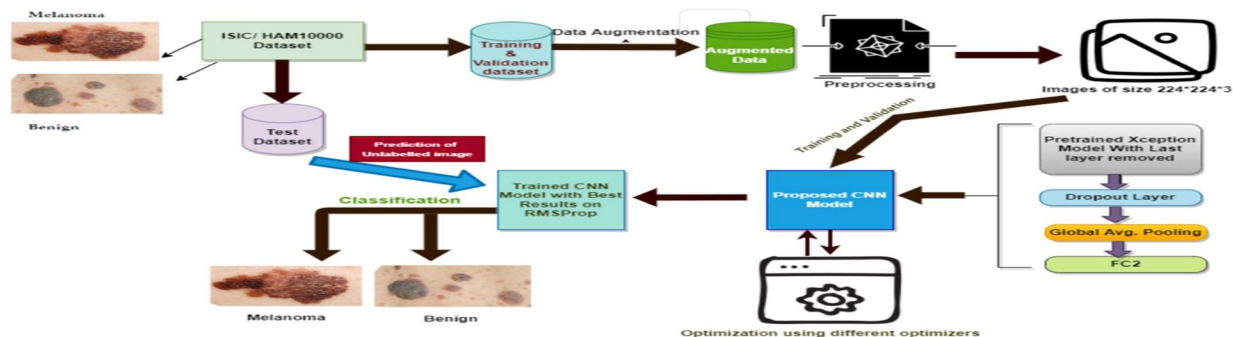 Melanoma
Benign
ISIC/ HAM10000
Dataset
Training
&
Validation
dataset
Data Augmentation
Augmented
Data
Preprocessing
Images of size 224*224*3
Test
Dataset
Prediction of
Unlabelled image
Training and Validation
Trained CNN
Model with Best
Results on
RMSProp
Proposed CNN
Model
Pretrained Xception
Model With Last
layer removed
Dropout Layer
Global Avg. Pooling
FC2
Classification
Melanoma
Benign
Optimization using different optimizers